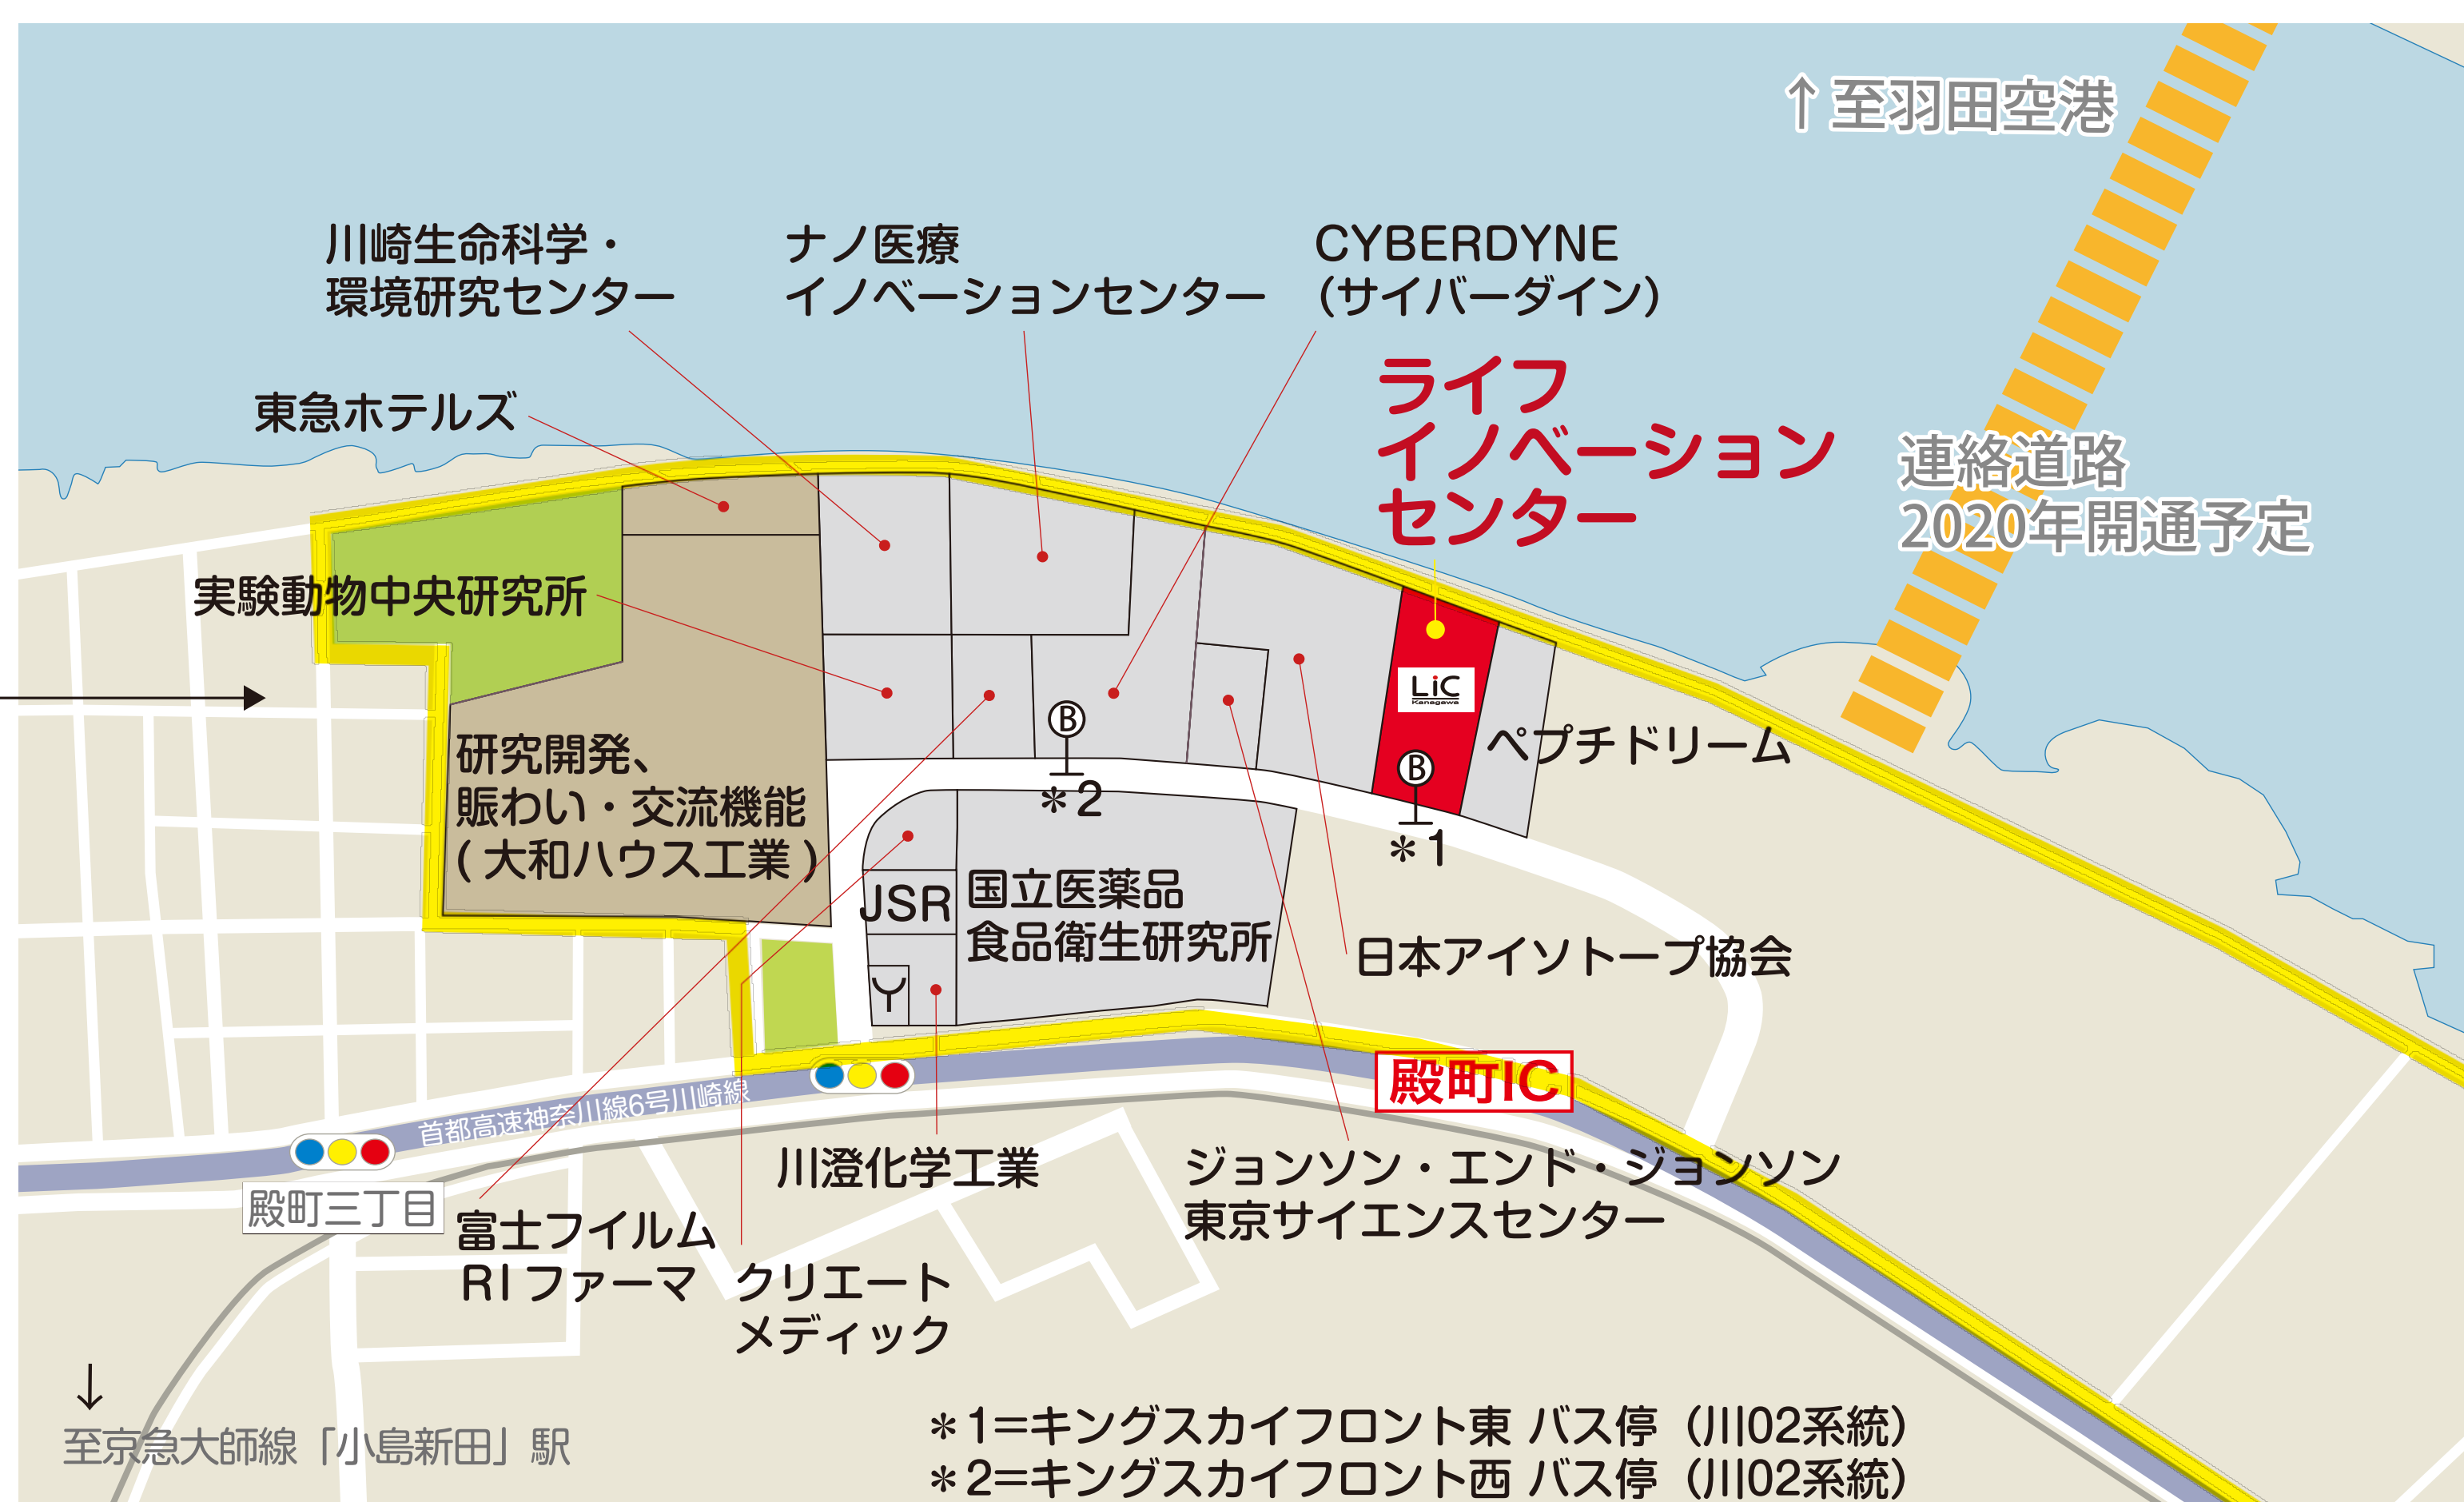 ↑至羽田空港
川崎生命科学・
環境研究センター
ナノ医療
イノベーションセンター
CYBERDYNE
(サイバーダイン)
東急ホテルズ
ライフ
イノベーション
センター
連絡道路
2020年開通予定
実験動物中央研究所
LiC
Kanagawa
B
B
ペプチドリーム
研究開発、
賑わい・交流機能
(大和ハウス工業)
*2
*1
JSR
国立医薬品
食品衛生研究所
日本アイソトープ協会
殿町IC
首都高速神奈川線6号川崎線
殿町三丁目
川澄化学工業
ジョンソン・エンド・ジョンソン
東京サイエンスセンター
富士フイルム
RIファーマ
クリエート
メディック
↓
至京急大師線「小島新田」駅
*1=キングスカイフロント東 バス停 (川02系統)
*2=キングスカイフロント西 バス停 (川02系統)